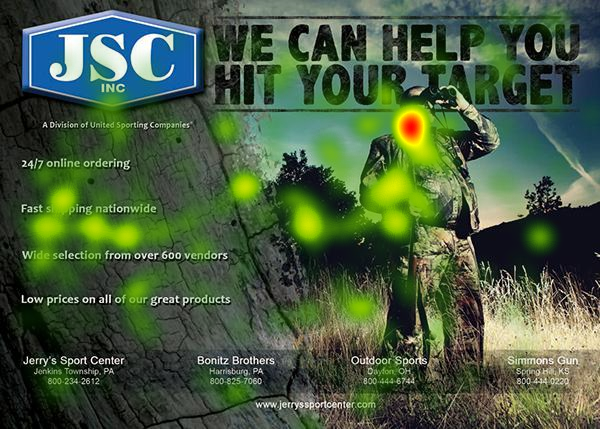 JSC
INC
WE CAN HELP YOU
HIT YOUR TARGET
A Division of United Sporting Companies®
24/7 online ordering
Fast shipping nationwide
Wide selection from over 600 vendors
Low prices on all of our great products
Jerry's Sport Center
Jenkins Township, PA
800-234-2612
Bonitz Brothers
Harrisburg, PA
800-825-7060
Outdoor Sports
Dayton, OH
800-444-6744
Simmons Gun
Spring Hill, KS
800-444-0220
www.jerryssportcenter.com